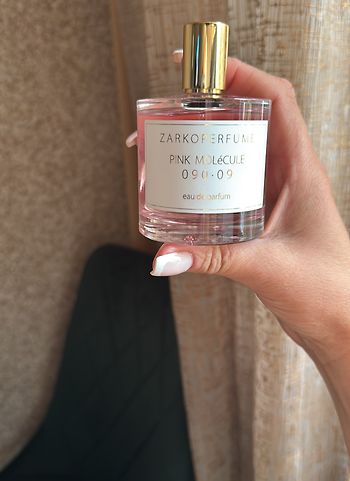 ZARKOPERFUME
PINK MOLéCULE
090·09
eau de parfum